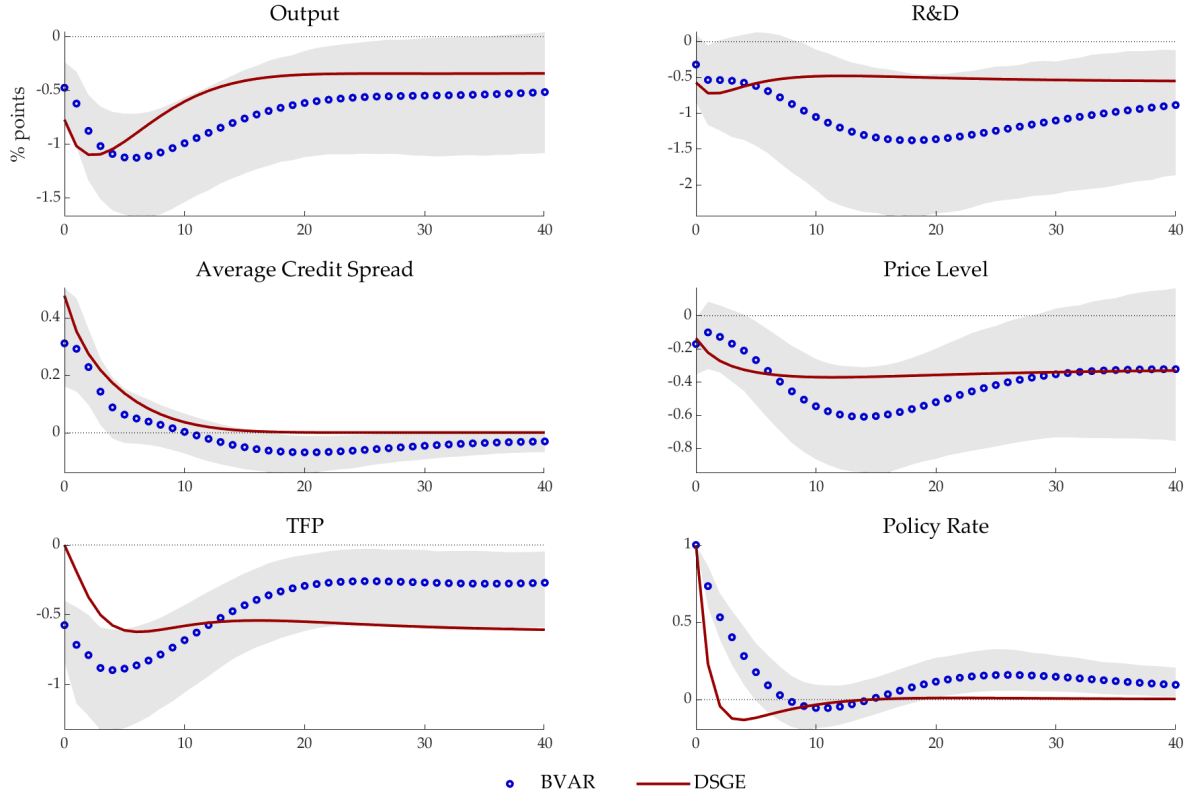 Output
R&D
% points
0
-0.5
-1
-1.5
0 10 20 30 40
0
-0.5
-1
-1.5
-2
0 10 20 30 40
Average Credit Spread
Price Level
0.4
0.2
0
0 10 20 30 40
0
-0.2
-0.4
-0.6
-0.8
0 10 20 30 40
TFP
Policy Rate
0
-0.5
-1
0 10 20 30 40
1
0.5
0
0 10 20 30 40
BVAR DSGE